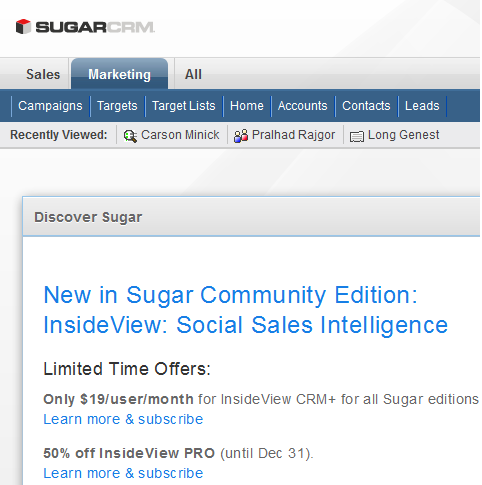 SUGARCRM
Sales Marketing All
Campaigns Targets Target Lists Home Accounts Contacts Leads
Recently Viewed: Carson Minick Pralhad Rajgor Long Genest
Discover Sugar
New in Sugar Community Edition:
InsideView: Social Sales Intelligence
Limited Time Offers:
Only $19/user/month for InsideView CRM+ for all Sugar editions
Learn more & subscribe
50% off InsideView PRO (until Dec 31).
Learn more & subscribe